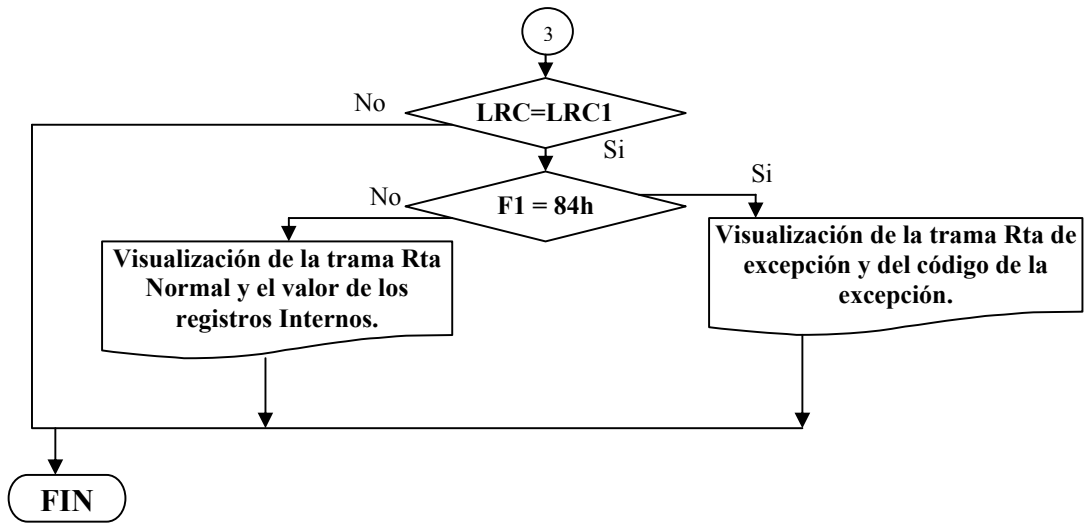 3
No
LRC=LRC1
Si
No
F1 = 84h
Si
Visualización de la trama Rta
Normal y el valor de los
registros Internos.
Visualización de la trama Rta de
excepción y del código de la
excepción.
FIN